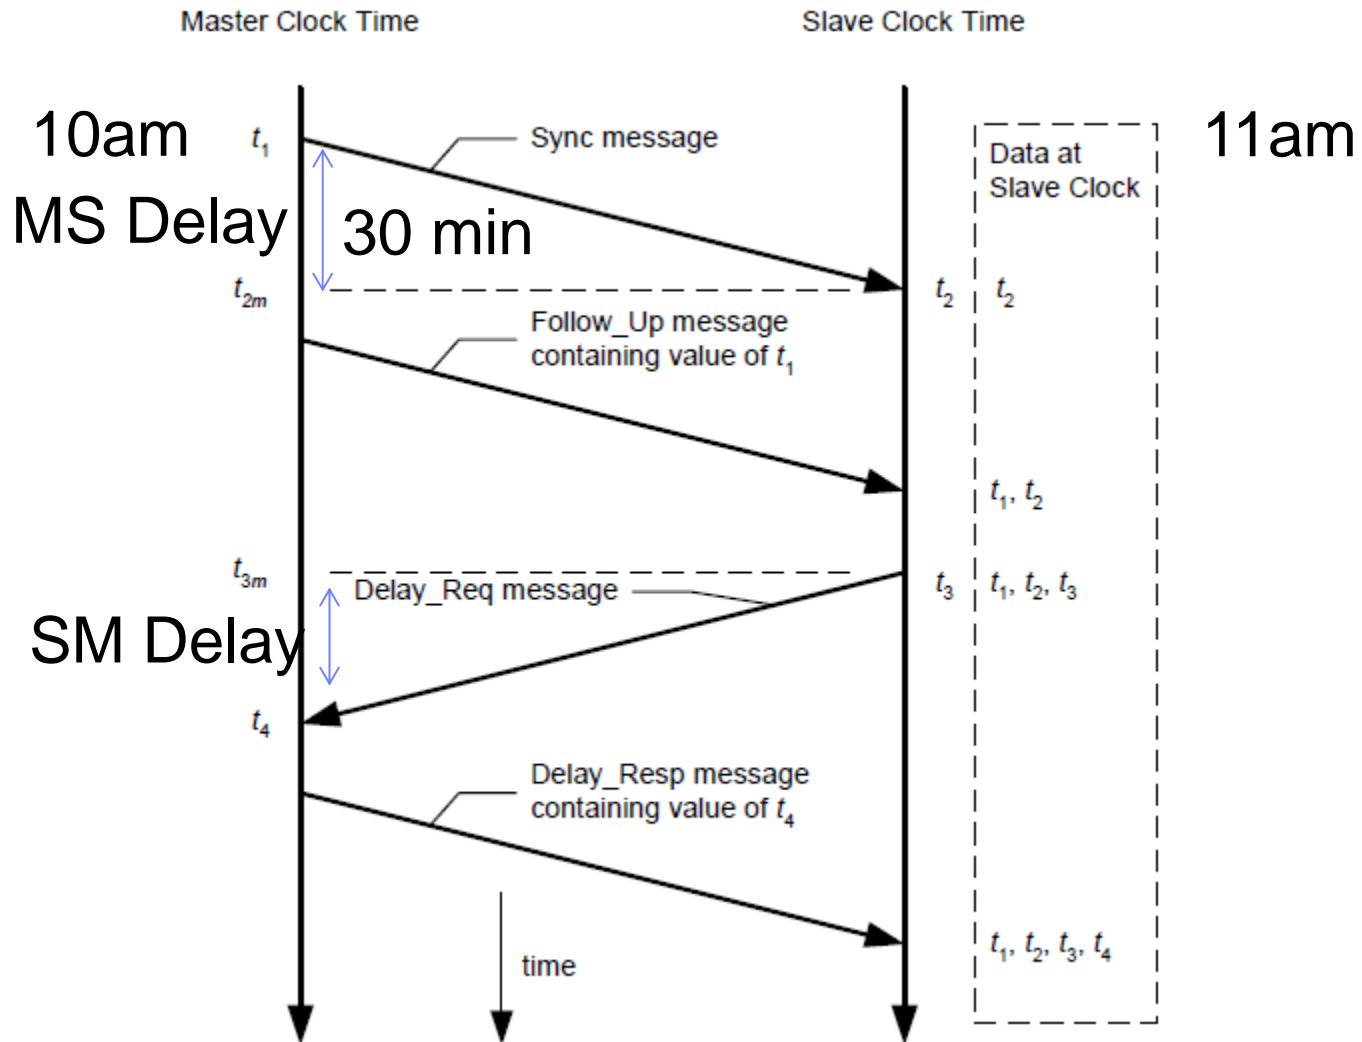 Master Clock Time
Slave Clock Time
10am
t1
Sync message
11am
Data at
Slave Clock
MS Delay
30 min
t2m
t2
t2
Follow_Up message
containing value of t1
t1, t2
t3m
Delay_Req message
t3
t1, t2, t3
SM Delay
t4
Delay_Resp message
containing value of t4
t1, t2, t3, t4
time